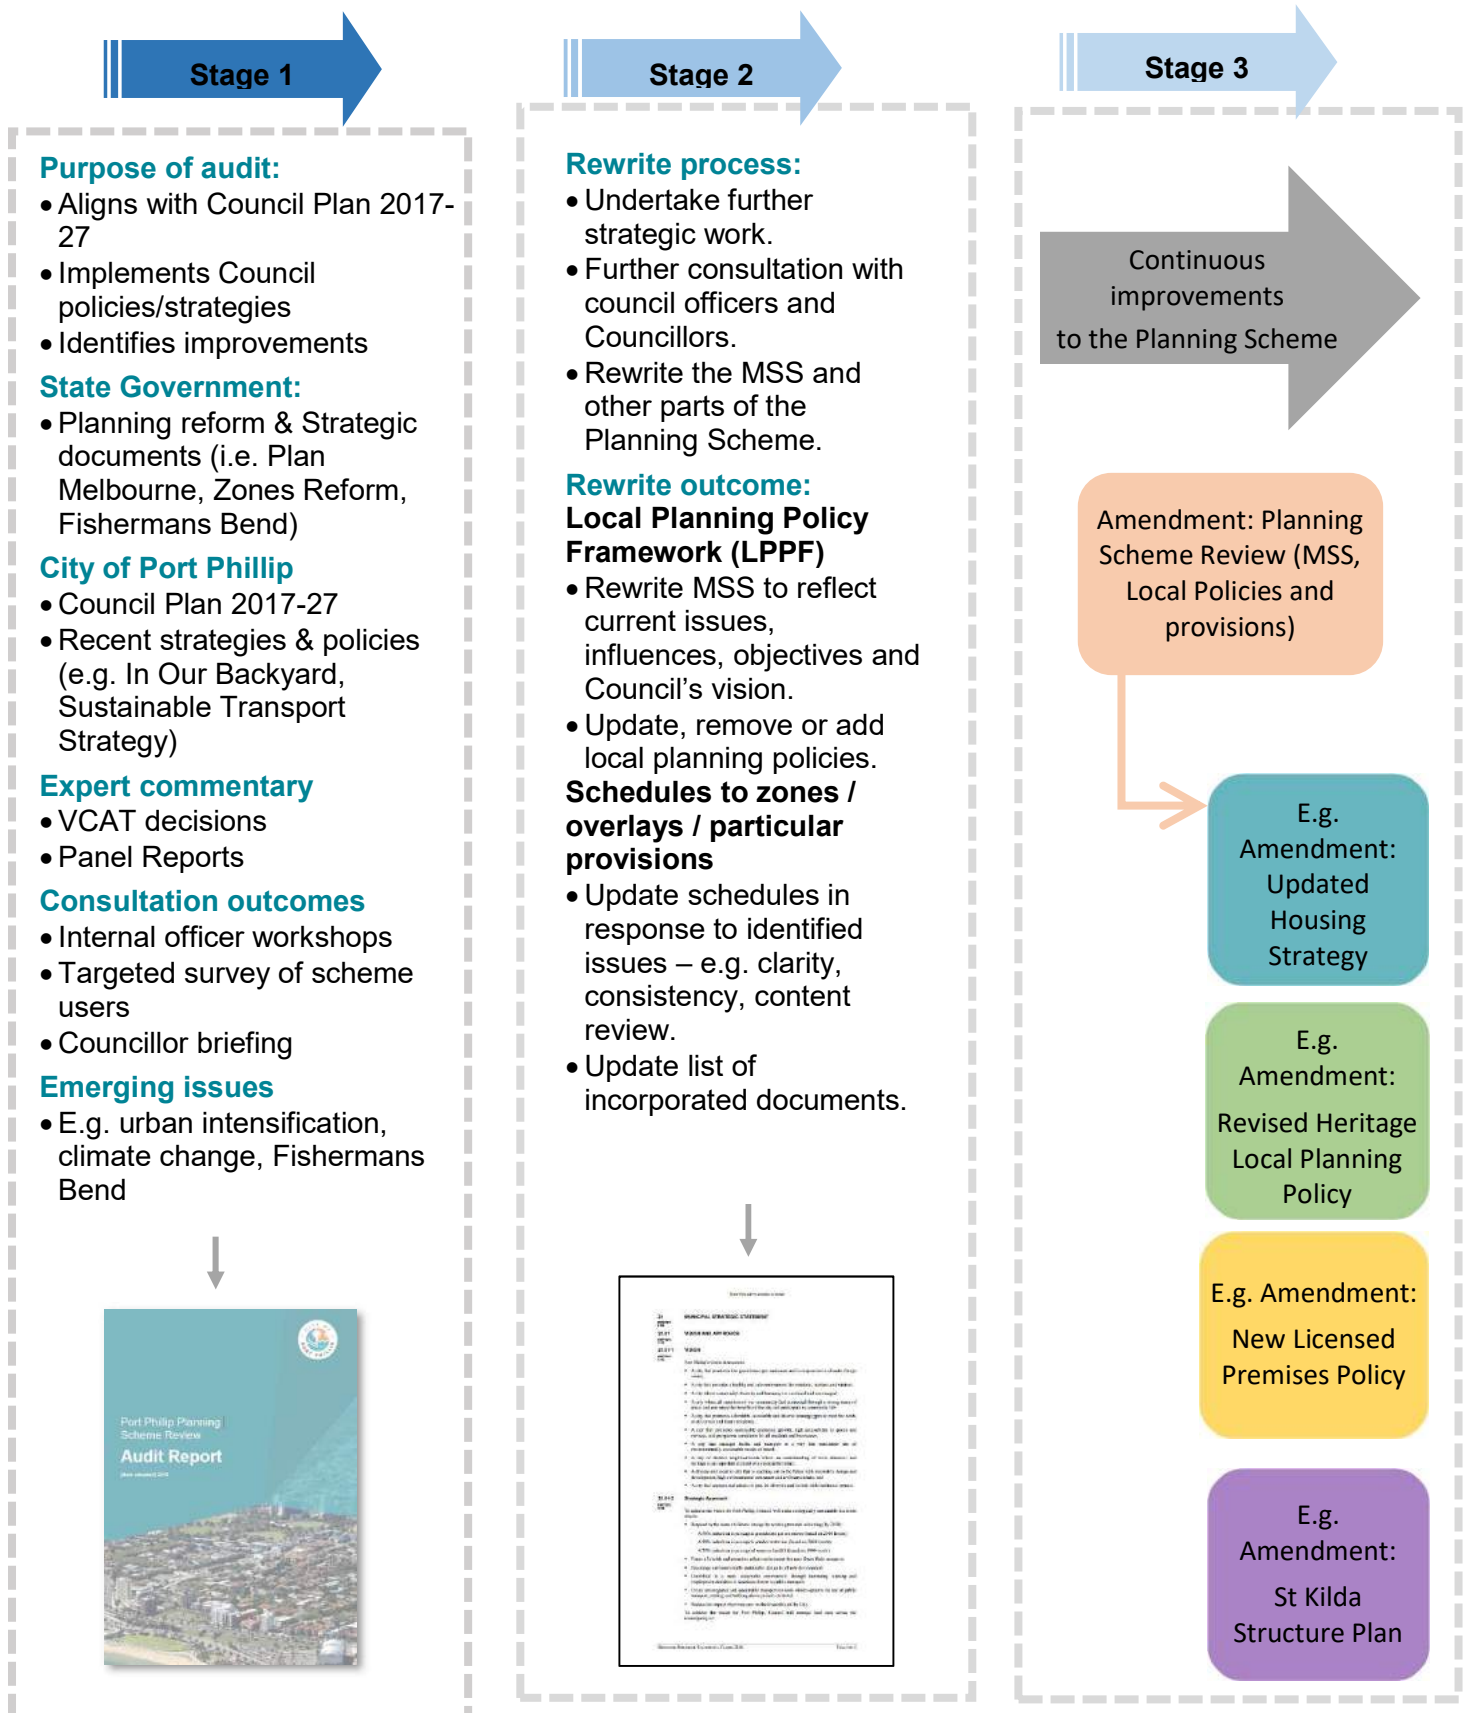 Stage 1
Purpose of audit:
• Aligns with Council Plan 2017-
27
• Implements Council
policies/strategies
• Identifies improvements
State Government:
• Planning reform & Strategic
documents (i.e. Plan
Melbourne, Zones Reform,
Fishermans Bend)
City of Port Phillip
• Council Plan 2017-27
• Recent strategies & policies
(e.g. In Our Backyard,
Sustainable Transport
Strategy)
Expert commentary
• VCAT decisions
• Panel Reports
Consultation outcomes
• Internal officer workshops
• Targeted survey of scheme
users
• Councillor briefing
Emerging issues
• E.g. urban intensification,
climate change, Fishermans
Bend
Port Phillip Planning
Scheme Review
Audit Report
Stage 2
Rewrite process:
• Undertake further
strategic work.
• Further consultation with
council officers and
Councillors.
• Rewrite the MSS and
other parts of the
Planning Scheme.
Rewrite outcome:
Local Planning Policy
Framework (LPPF)
• Rewrite MSS to reflect
current issues,
influences, objectives and
Council’s vision.
• Update, remove or add
local planning policies.
Schedules to zones /
overlays / particular
provisions
• Update schedules in
response to identified
issues – e.g. clarity,
consistency, content
review.
• Update list of
incorporated documents.
MUNICIPAL STRATEGIC STATEMENT
VISION AND APPROACH
VISION
Strategic Approach
Stage 3
Continuous
improvements
to the Planning Scheme
Amendment: Planning
Scheme Review (MSS,
Local Policies and
provisions)
E.g.
Amendment:
Updated
Housing
Strategy
E.g.
Amendment:
Revised Heritage
Local Planning
Policy
E.g. Amendment:
New Licensed
Premises Policy
E.g.
Amendment:
St Kilda
Structure Plan